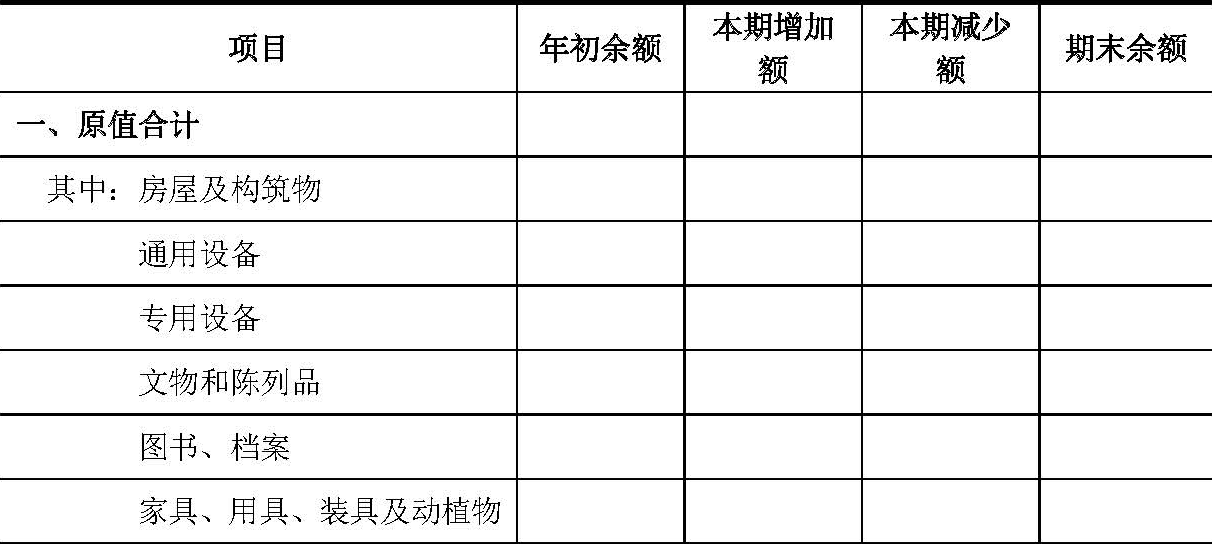 项目 年初余额 本期增加额 本期减少额 期末余额
一、原值合计
其中：房屋及构筑物
通用设备
专用设备
文物和陈列品
图书、档案
家具、用具、装具及动植物